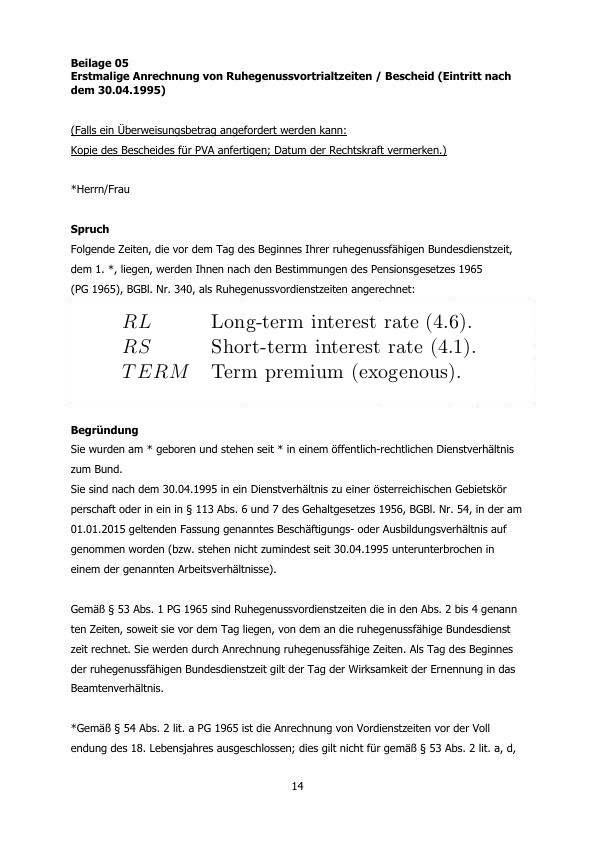 Beilage 05
Erstmalige Anrechnung von Ruhegenussvortrialtzeiten / Bescheid (Eintritt nach
dem 30.04.1995)
(Falls ein Überweisungsbetrag angefordert werden kann:
Kopie des Bescheides für PVA anfertigen; Datum der Rechtskraft vermerken.)
*Herrn/Frau
Spruch
Folgende Zeiten, die vor dem Tag des Beginnes Ihrer ruhegenussfähigen Bundesdienstzeit,
dem 1. *, liegen, werden Ihnen nach den Bestimmungen des Pensionsgesetzes 1965
(PG 1965), BGBl. Nr. 340, als Ruhegenussvordienstzeiten angerechnet:
RL Long-term interest rate (4.6).
RS Short-term interest rate (4.1).
TERM Term premium (exogenous).
Begründung
Sie wurden am * geboren und stehen seit * in einem öffentlich-rechtlichen Dienstverhältnis
zum Bund.
Sie sind nach dem 30.04.1995 in ein Dienstverhältnis zu einer österreichischen Gebietskör
perschaft oder in ein in § 113 Abs. 6 und 7 des Gehaltgesetzes 1956, BGBl. Nr. 54, in der am
01.01.2015 geltenden Fassung genanntes Beschäftigungs- oder Ausbildungsverhältnis auf
genommen worden (bzw. stehen nicht zumindest seit 30.04.1995 unterunterbrochen in
einem der genannten Arbeitsverhältnisse).
Gemäß § 53 Abs. 1 PG 1965 sind Ruhegenussvordienstzeiten die in den Abs. 2 bis 4 genann
ten Zeiten, soweit sie vor dem Tag liegen, von dem an die ruhegenussfähige Bundesdienst
zeit rechnet. Sie werden durch Anrechnung ruhegenussfähige Zeiten. Als Tag des Beginnes
der ruhegenussfähigen Bundesdienstzeit gilt der Tag der Wirksamkeit der Ernennung in das
Beamtenverhältnis.
*Gemäß § 54 Abs. 2 lit. a PG 1965 ist die Anrechnung von Vordienstzeiten vor der Voll
endung des 18. Lebensjahres ausgeschlossen; dies gilt nicht für gemäß § 53 Abs. 2 lit. a, d,
14